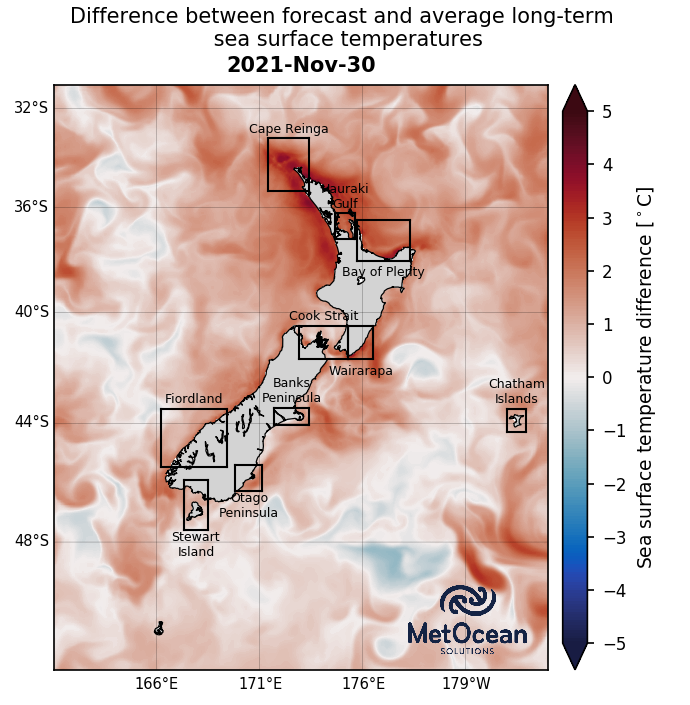 Difference between forecast and average long-term
sea surface temperatures
2021-Nov-30
32°S
36°S
40°S
44°S
48°S
166°E
171°E
176°E
179°W
Cape Reinga
Hauraki
Gulf
Bay of Plenty
Cook Strait
Wairarapa
Banks
Peninsula
Fiordland
Chatham
Islands
Otago
Peninsula
Stewart
Island
MetOcean
SOLUTIONS
5
4
3
2
1
0
−1
−2
−3
−4
−5
Sea surface temperature difference [°C]